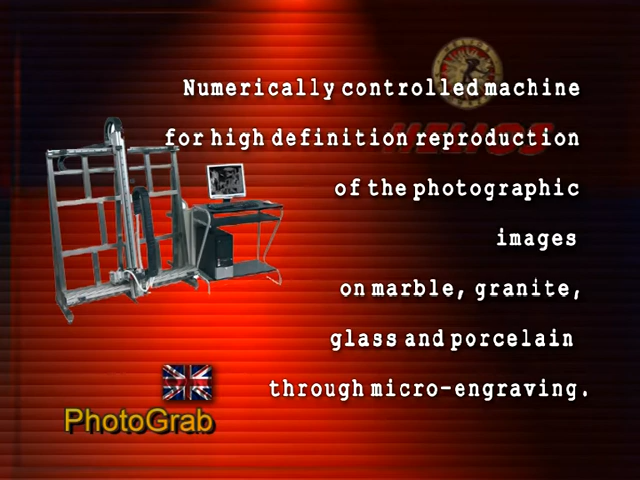 Numerically controlled machine
for high definition reproduction
HELIOS
of the photographic
images
on marble, granite,
glass and porcelain
through micro-engraving.
PhotoGrab